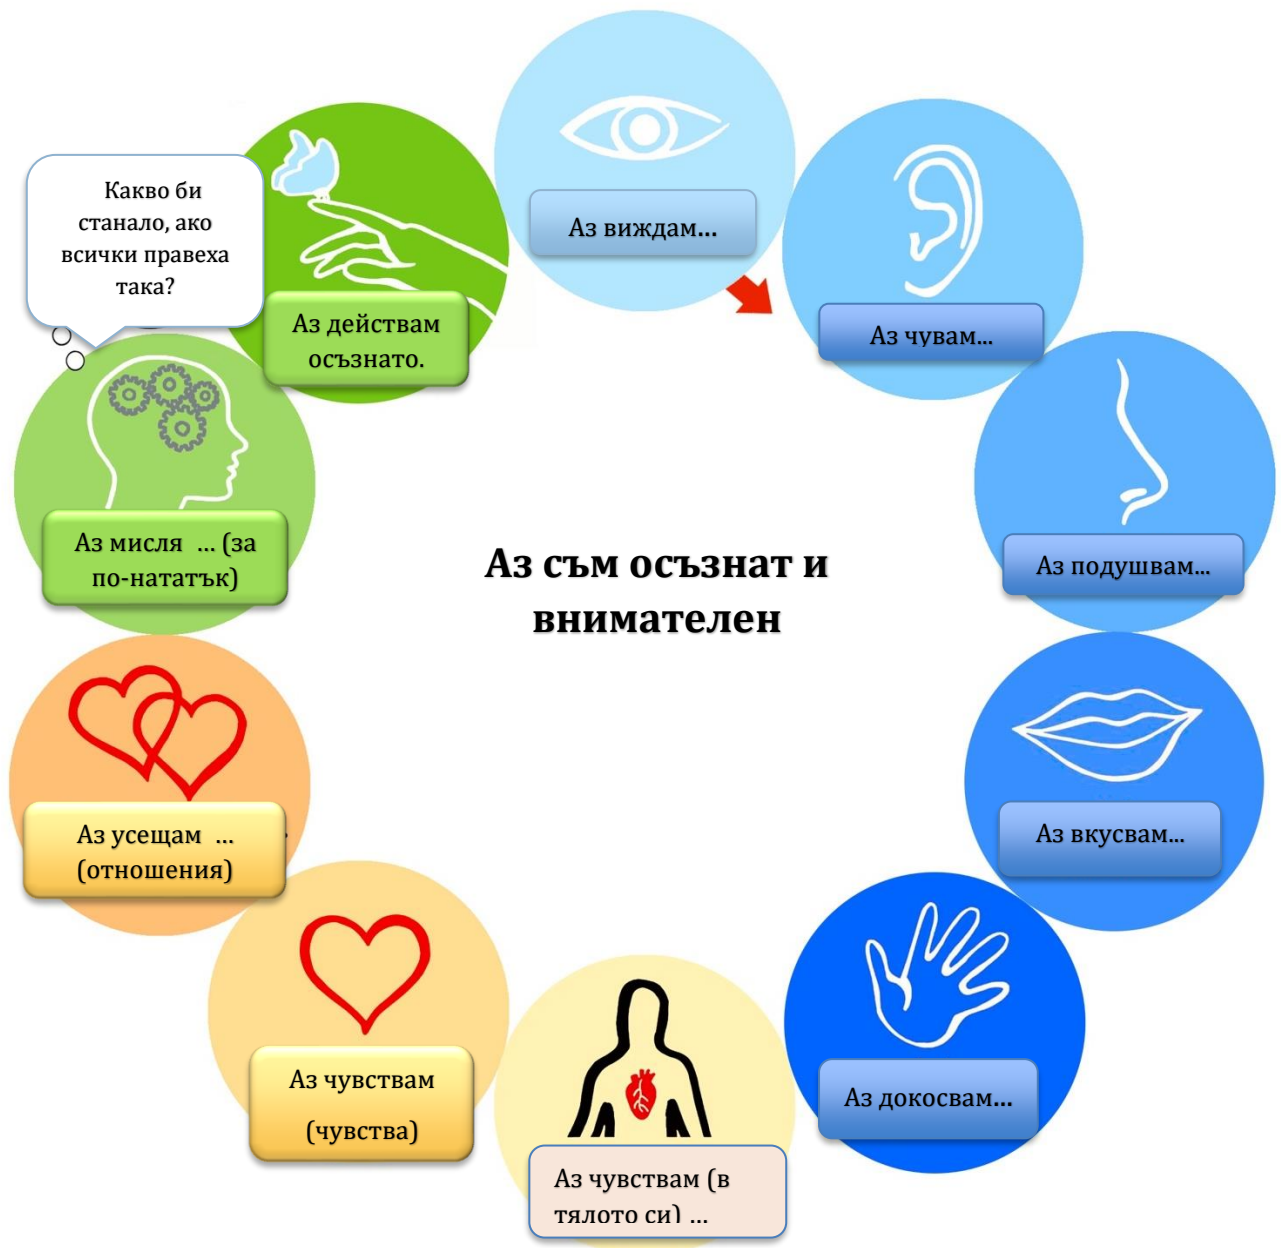 Аз виждам...
Аз чувам...
Аз подушвам...
Аз вкусвам...
Аз докосвам...
Аз чувствам (в
тялото си) ...
Аз чувствам
(чувства)
Аз усещам ...
(отношения)
Аз мисля ... (за
по-нататък)
Какво би
станало, ако
всички правеха
така?
Аз действам
осъзнато.
Аз съм осъзнат и
внимателен